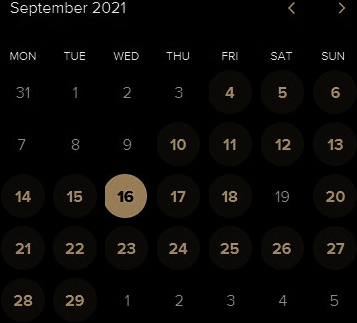 September 2021 < >
MON TUE WED THU FRI SAT SUN
31 1 2 3 4 5 6
7 8 9 10 11 12 13
14 15 16 17 18 19 20
21 22 23 24 25 26 27
28 29 1 2 3 4 5